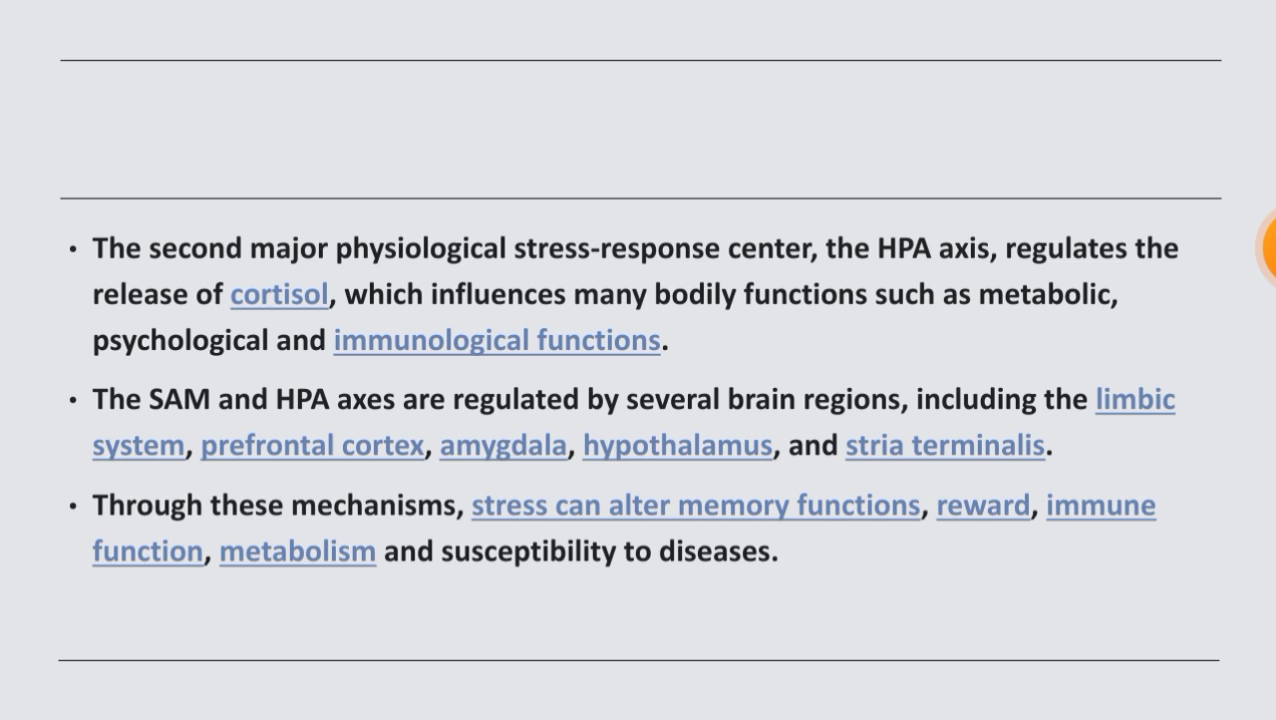 • The second major physiological stress-response center, the HPA axis, regulates the
release of cortisol, which influences many bodily functions such as metabolic,
psychological and immunological functions.
• The SAM and HPA axes are regulated by several brain regions, including the limbic
system, prefrontal cortex, amygdala, hypothalamus, and stria terminalis.
• Through these mechanisms, stress can alter memory functions, reward, immune
function, metabolism and susceptibility to diseases.